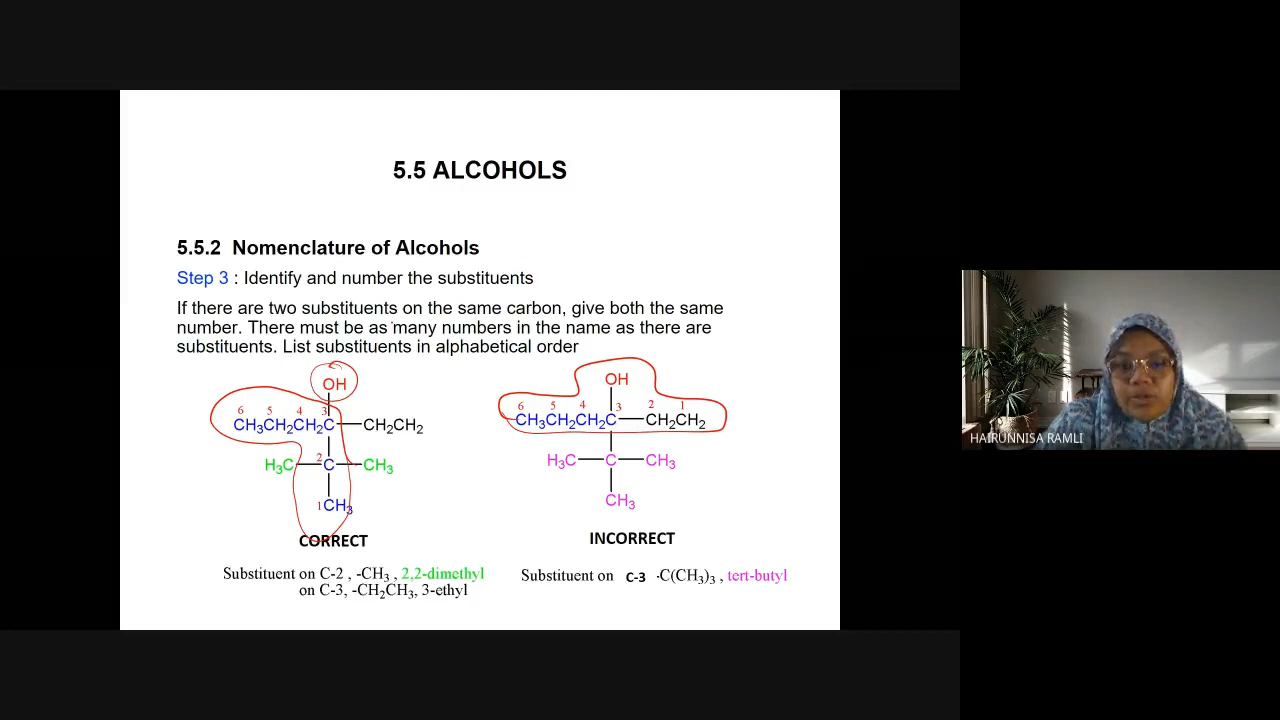 5.5 ALCOHOLS
5.5.2 Nomenclature of Alcohols
Step 3 : Identify and number the substituents
If there are two substituents on the same carbon, give both the same
number. There must be as many numbers in the name as there are
substituents. List substituents in alphabetical order
OH
6 5 4 3
CH3CH2CH2C CH2CH2
2
H3C C CH3
1 CH3
CORRECT
Substituent on C-2 , -CH3 , 2,2-dimethyl
on C-3, -CH2CH3, 3-ethyl
OH
6 5 4 3 2 1
CH3CH2CH2C CH2CH2
H3C C CH3
CH3
INCORRECT
Substituent on C-3 ·C(CH3)3 , tert-butyl
HAIRUNNISA RAMLI